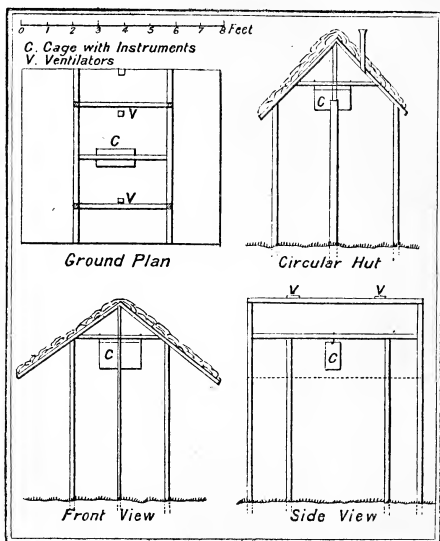 0 1 2 3 4 5 6 7 8 Feet
C. Cage with Instruments
V. Ventilators
V
C
V
Ground Plan
C
Circular Hut
C
Front View
V V
C
Side View